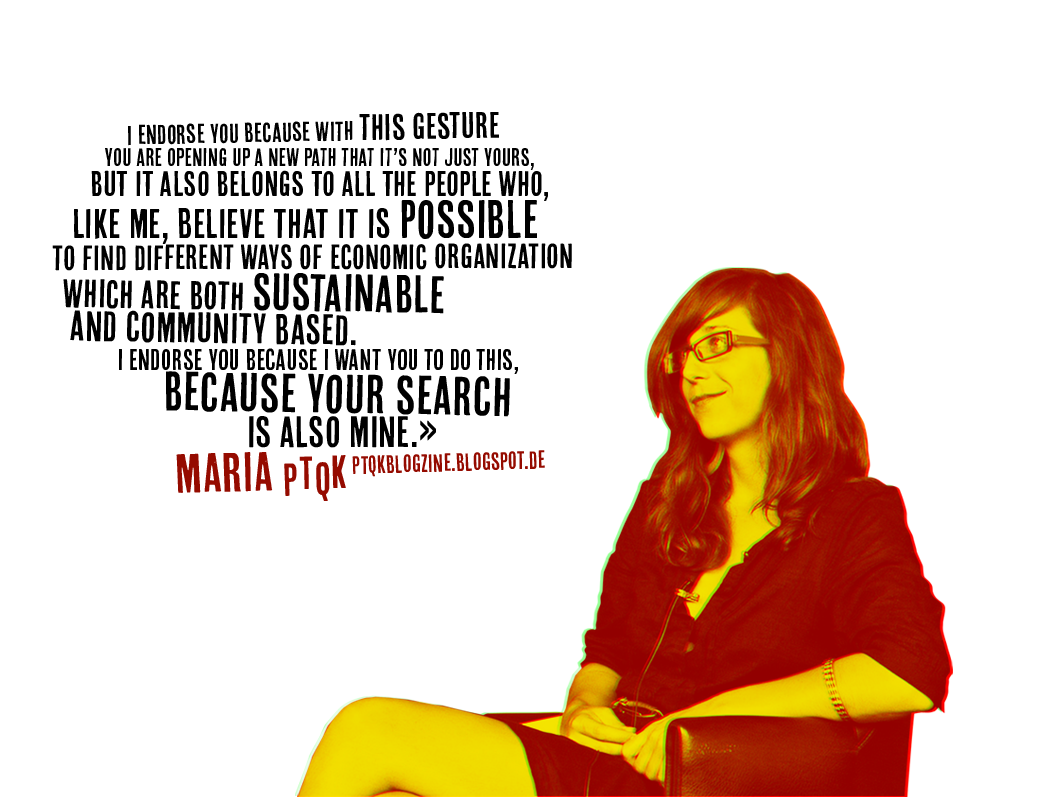 I ENDORSE YOU BECAUSE WITH THIS GESTURE
YOU ARE OPENING UP A NEW PATH THAT IT'S NOT JUST YOURS,
BUT IT ALSO BELONGS TO ALL THE PEOPLE WHO,
LIKE ME, BELIEVE THAT IT IS POSSIBLE
TO FIND DIFFERENT WAYS OF ECONOMIC ORGANIZATION
WHICH ARE BOTH SUSTAINABLE
AND COMMUNITY BASED.
I ENDORSE YOU BECAUSE I WANT YOU TO DO THIS,
BECAUSE YOUR SEARCH
IS ALSO MINE.»
MARIA PTQK PTQKBLOGZINE.BLOGSPOT.DE